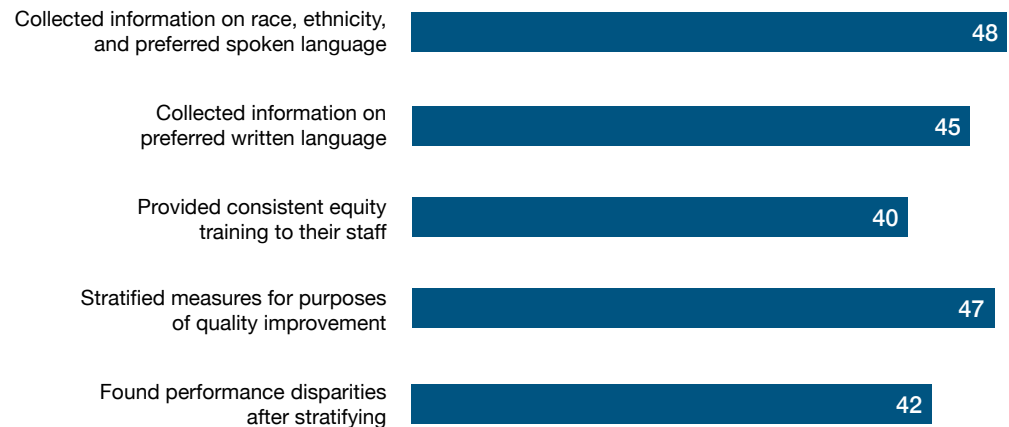 Collected information on race, ethnicity,
and preferred spoken language
48
Collected information on
preferred written language
45
Provided consistent equity
training to their staff
40
Stratified measures for purposes
of quality improvement
47
Found performance disparities
after stratifying
42